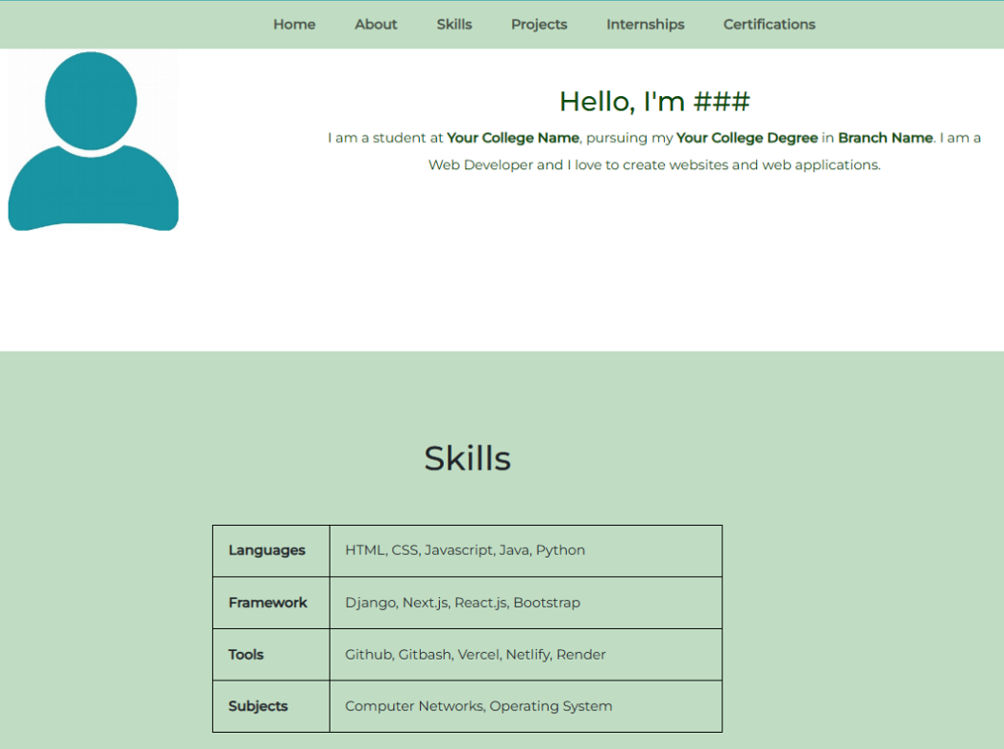 Home About Skills Projects Internships Certifications
Hello, I'm ###
I am a student at Your College Name, pursuing my Your College Degree in Branch Name. I am a
Web Developer and I love to create websites and web applications.
Skills
Languages HTML, CSS, Javascript, Java, Python
Framework Django, Next.js, React.js, Bootstrap
Tools Github, Gitbash, Vercel, Netlify, Render
Subjects Computer Networks, Operating System